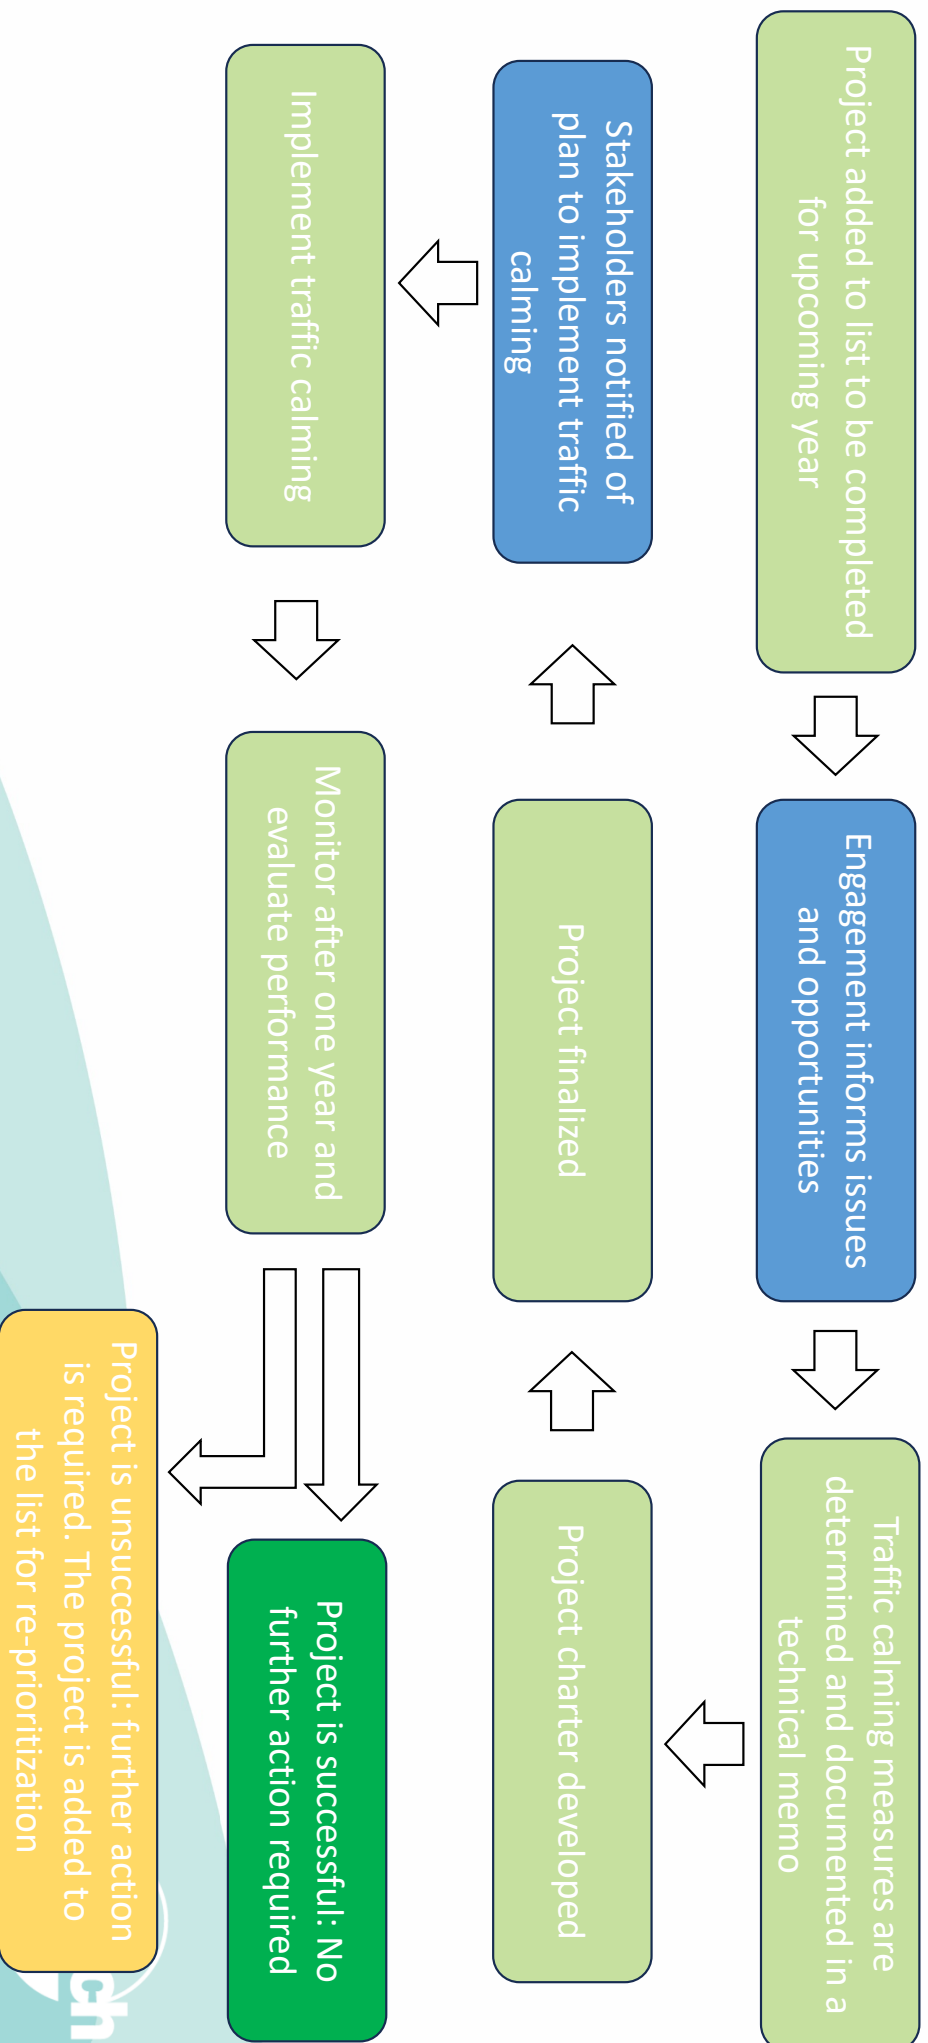 Project added to list to be completed
for upcoming year
Engagement informs issues
and opportunities
Traffic calming measures are
determined and documented in a
technical memo
Stakeholders notified of
plan to implement traffic
calming
Project finalized
Project charter developed
Implement traffic calming
Monitor after one year and
evaluate performance
Project is successful: No
further action required
Project is unsuccessful: further action
is required. The project is added to
the list for re-prioritization
ch